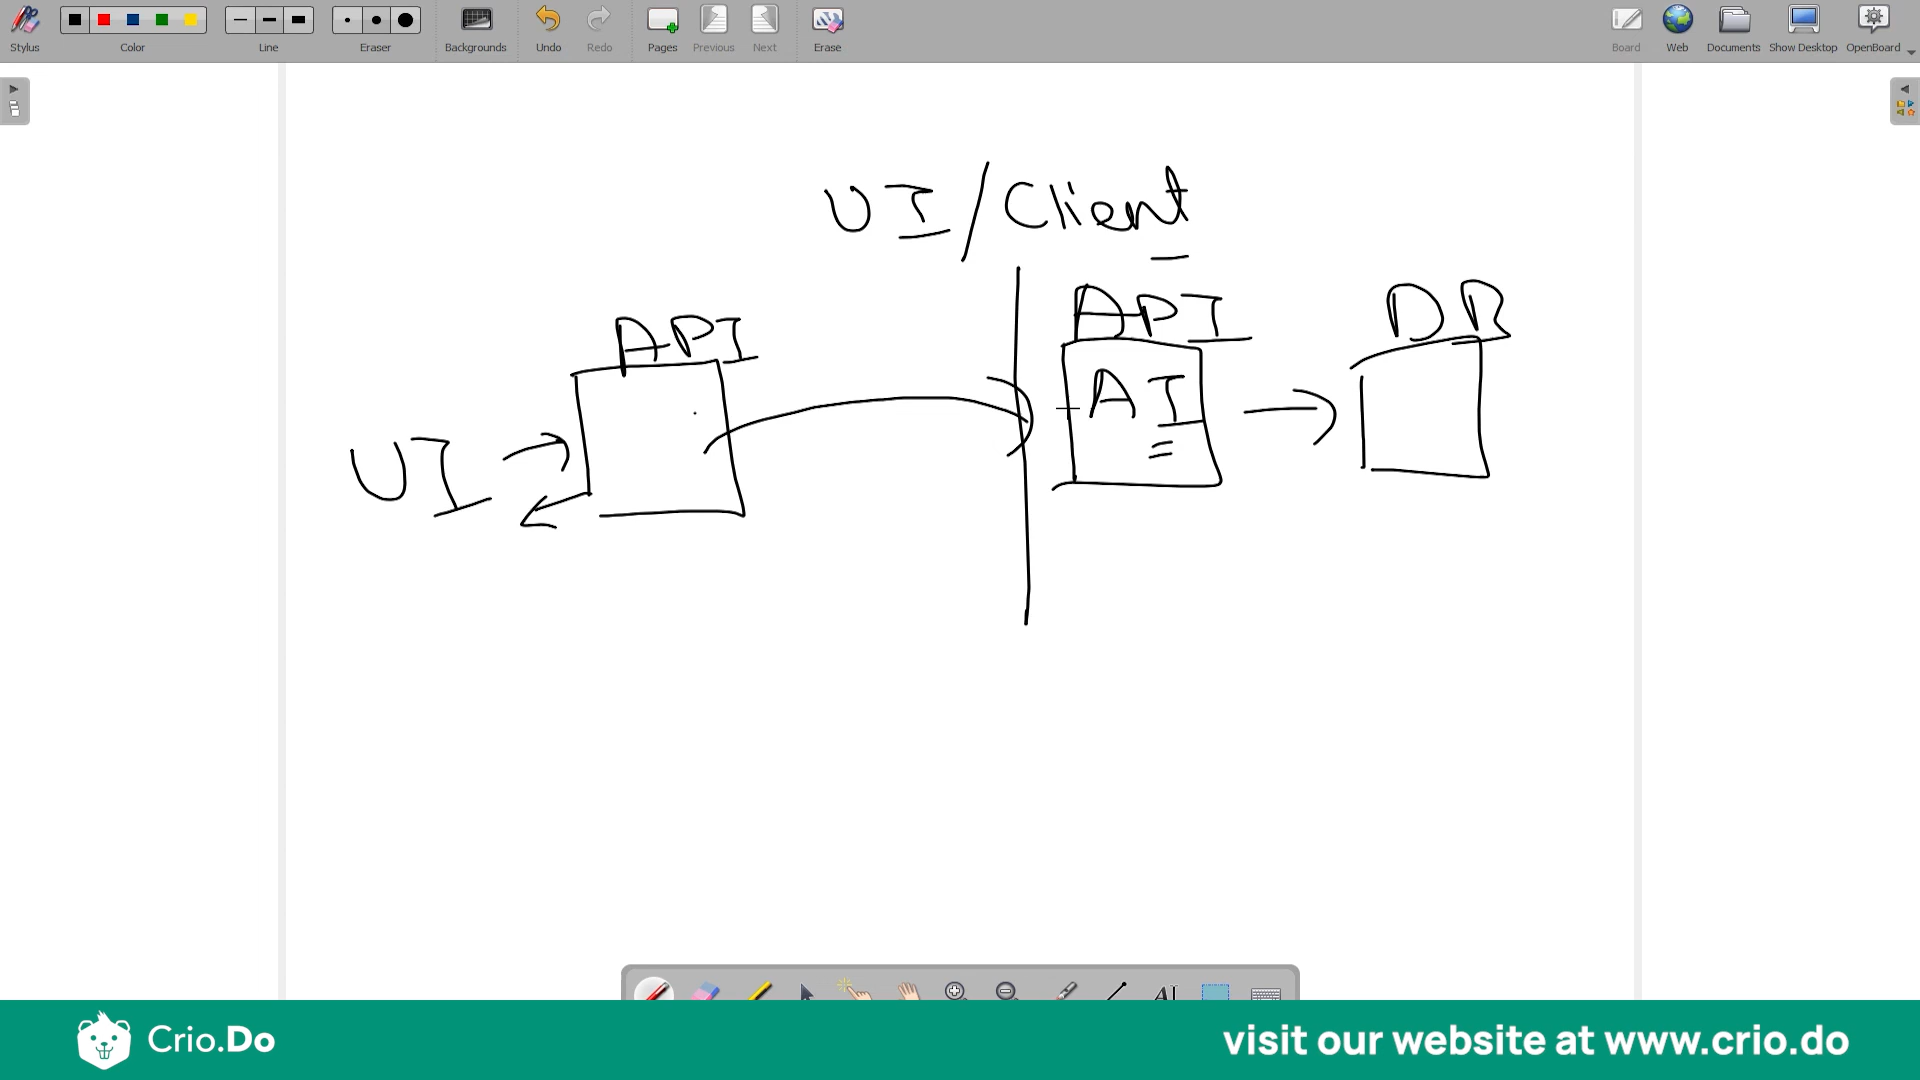 Stylus Color Line Eraser Backgrounds Undo Redo Pages Previous Next Erase Board Web Documents Show Desktop OpenBoard
UI/Client
API API DB
AI
UI
Crio.Do visit our website at www.crio.do